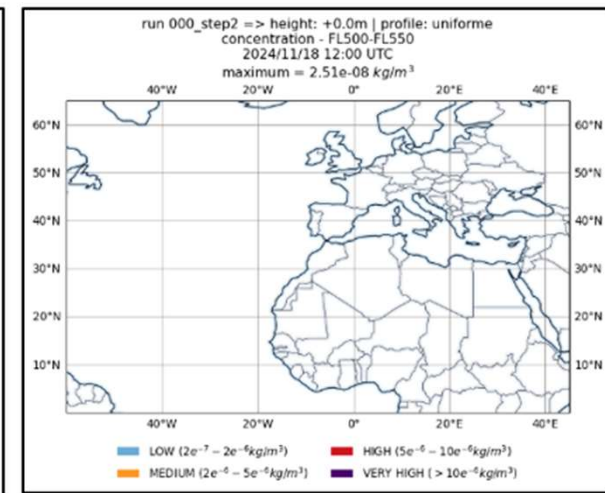 run 000_step2 => height: +0.0m | profile: uniforme
concentration - FL500-FL550
2024/11/18 12:00 UTC
maximum = 2.51e-08 kg/m³
40°W 20°W 0° 20°E 40°E
60°N 60°N
50°N 50°N
40°N 40°N
30°N 30°N
20°N 20°N
10°N 10°N
40°W 20°W 0° 20°E 40°E
LOW (2e⁻⁷ − 2e⁻⁶kg/m³) HIGH (5e⁻⁶ − 10e⁻⁶kg/m³)
MEDIUM (2e⁻⁶ − 5e⁻⁶kg/m³) VERY HIGH ( > 10e⁻⁶kg/m³)